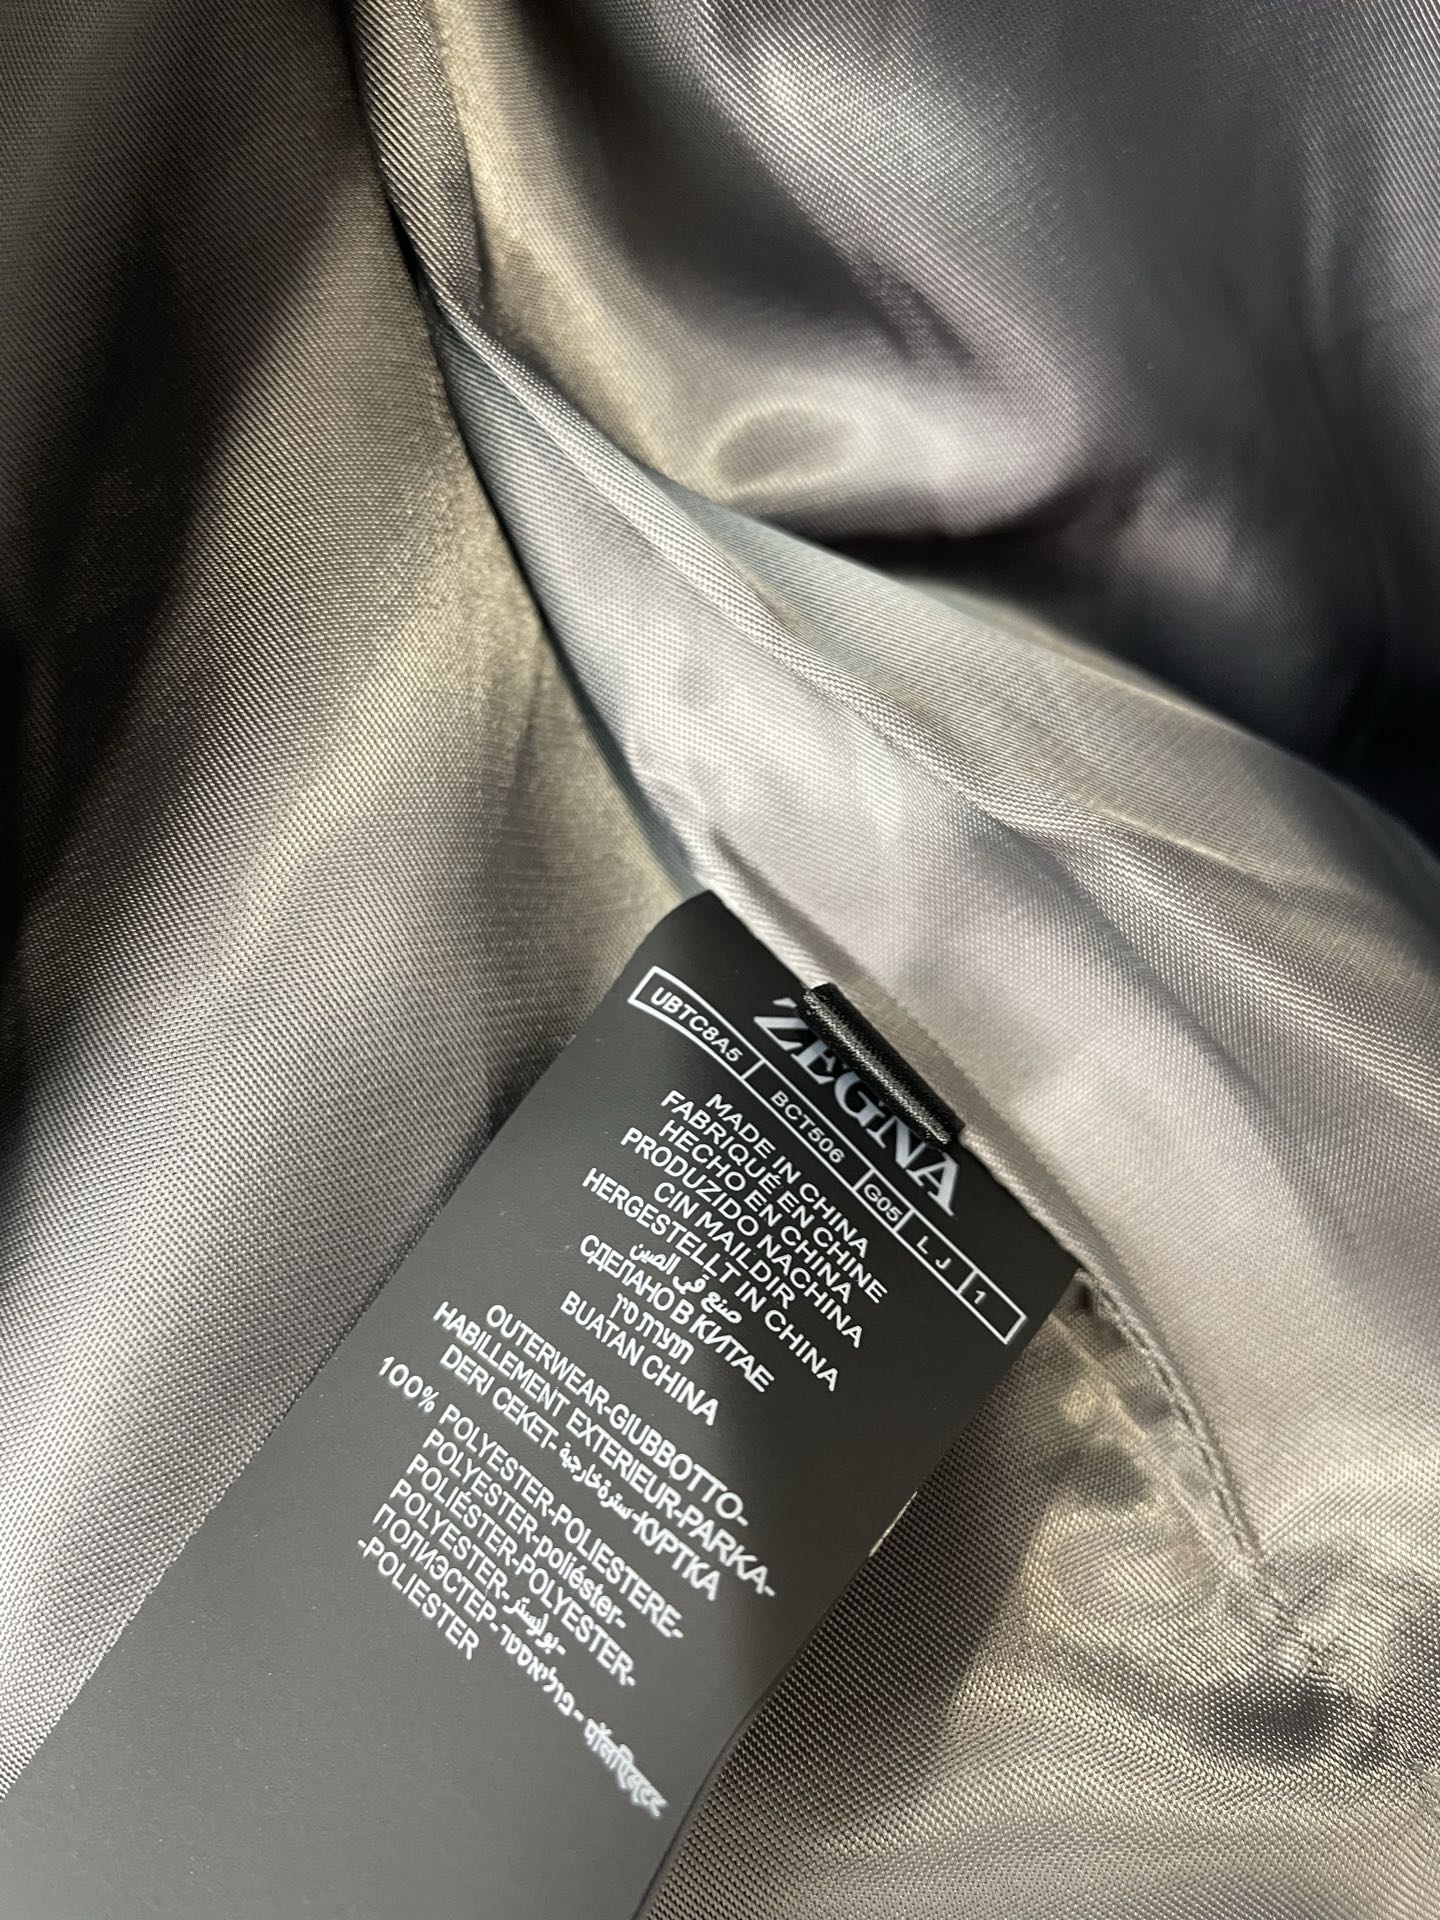 ZEGNA
UBTC8A5 BCT506 G05 L J 1
MADE IN CHINA
FABRIQUÉ EN CHINE
HECHO EN CHINA
PRODUZIDO NA CHINA
CIN MAILDIR
HERGESTELLT IN CHINA
صنع في الصين
СДЕЛАНО В КИТАЕ
תוצרת סין
BUATAN CHINA
OUTERWEAR-GIUBBOTTO-
HABILLEMENT EXTERIEUR-PARKA-
DERI CEKET-سترة خارجية-КУРТКА
100% POLYESTER-POLIESTERE-
POLYESTER-poliéster-
POLIÉSTER-POLYESTER-
POLYESTER-بوليستر-
ПОЛИЭСТЕР-פוליאסטר-
-POLIESTER